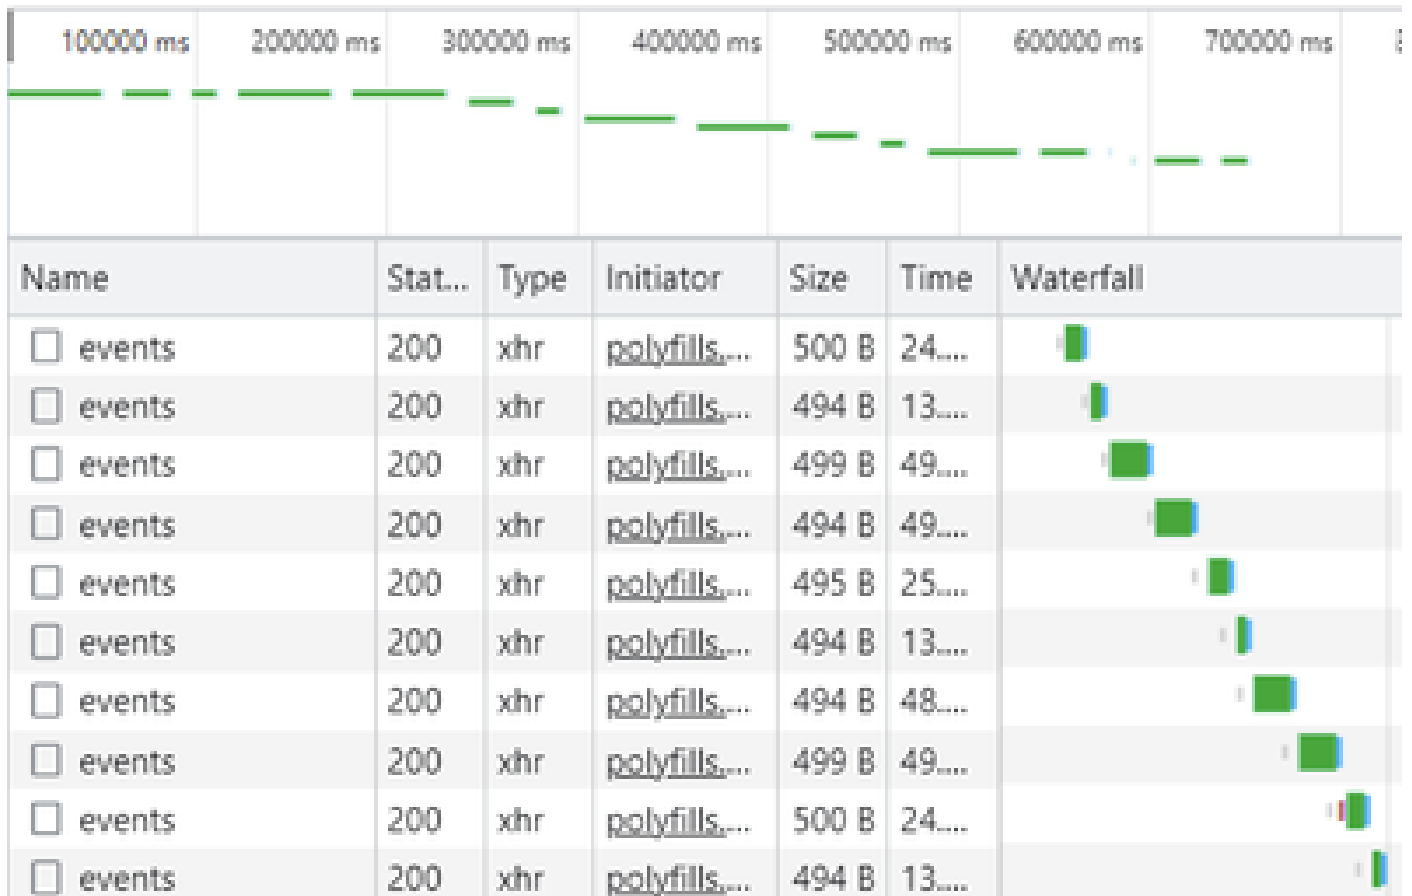 100000 ms 200000 ms 300000 ms 400000 ms 500000 ms 600000 ms 700000 ms
Name Stat... Type Initiator Size Time Waterfall
events 200 xhr polyfills.... 500 B 24....
events 200 xhr polyfills.... 494 B 13....
events 200 xhr polyfills.... 499 B 49....
events 200 xhr polyfills.... 494 B 49....
events 200 xhr polyfills.... 495 B 25....
events 200 xhr polyfills.... 494 B 13....
events 200 xhr polyfills.... 494 B 48....
events 200 xhr polyfills.... 499 B 49....
events 200 xhr polyfills.... 500 B 24....
events 200 xhr polyfills.... 494 B 13....